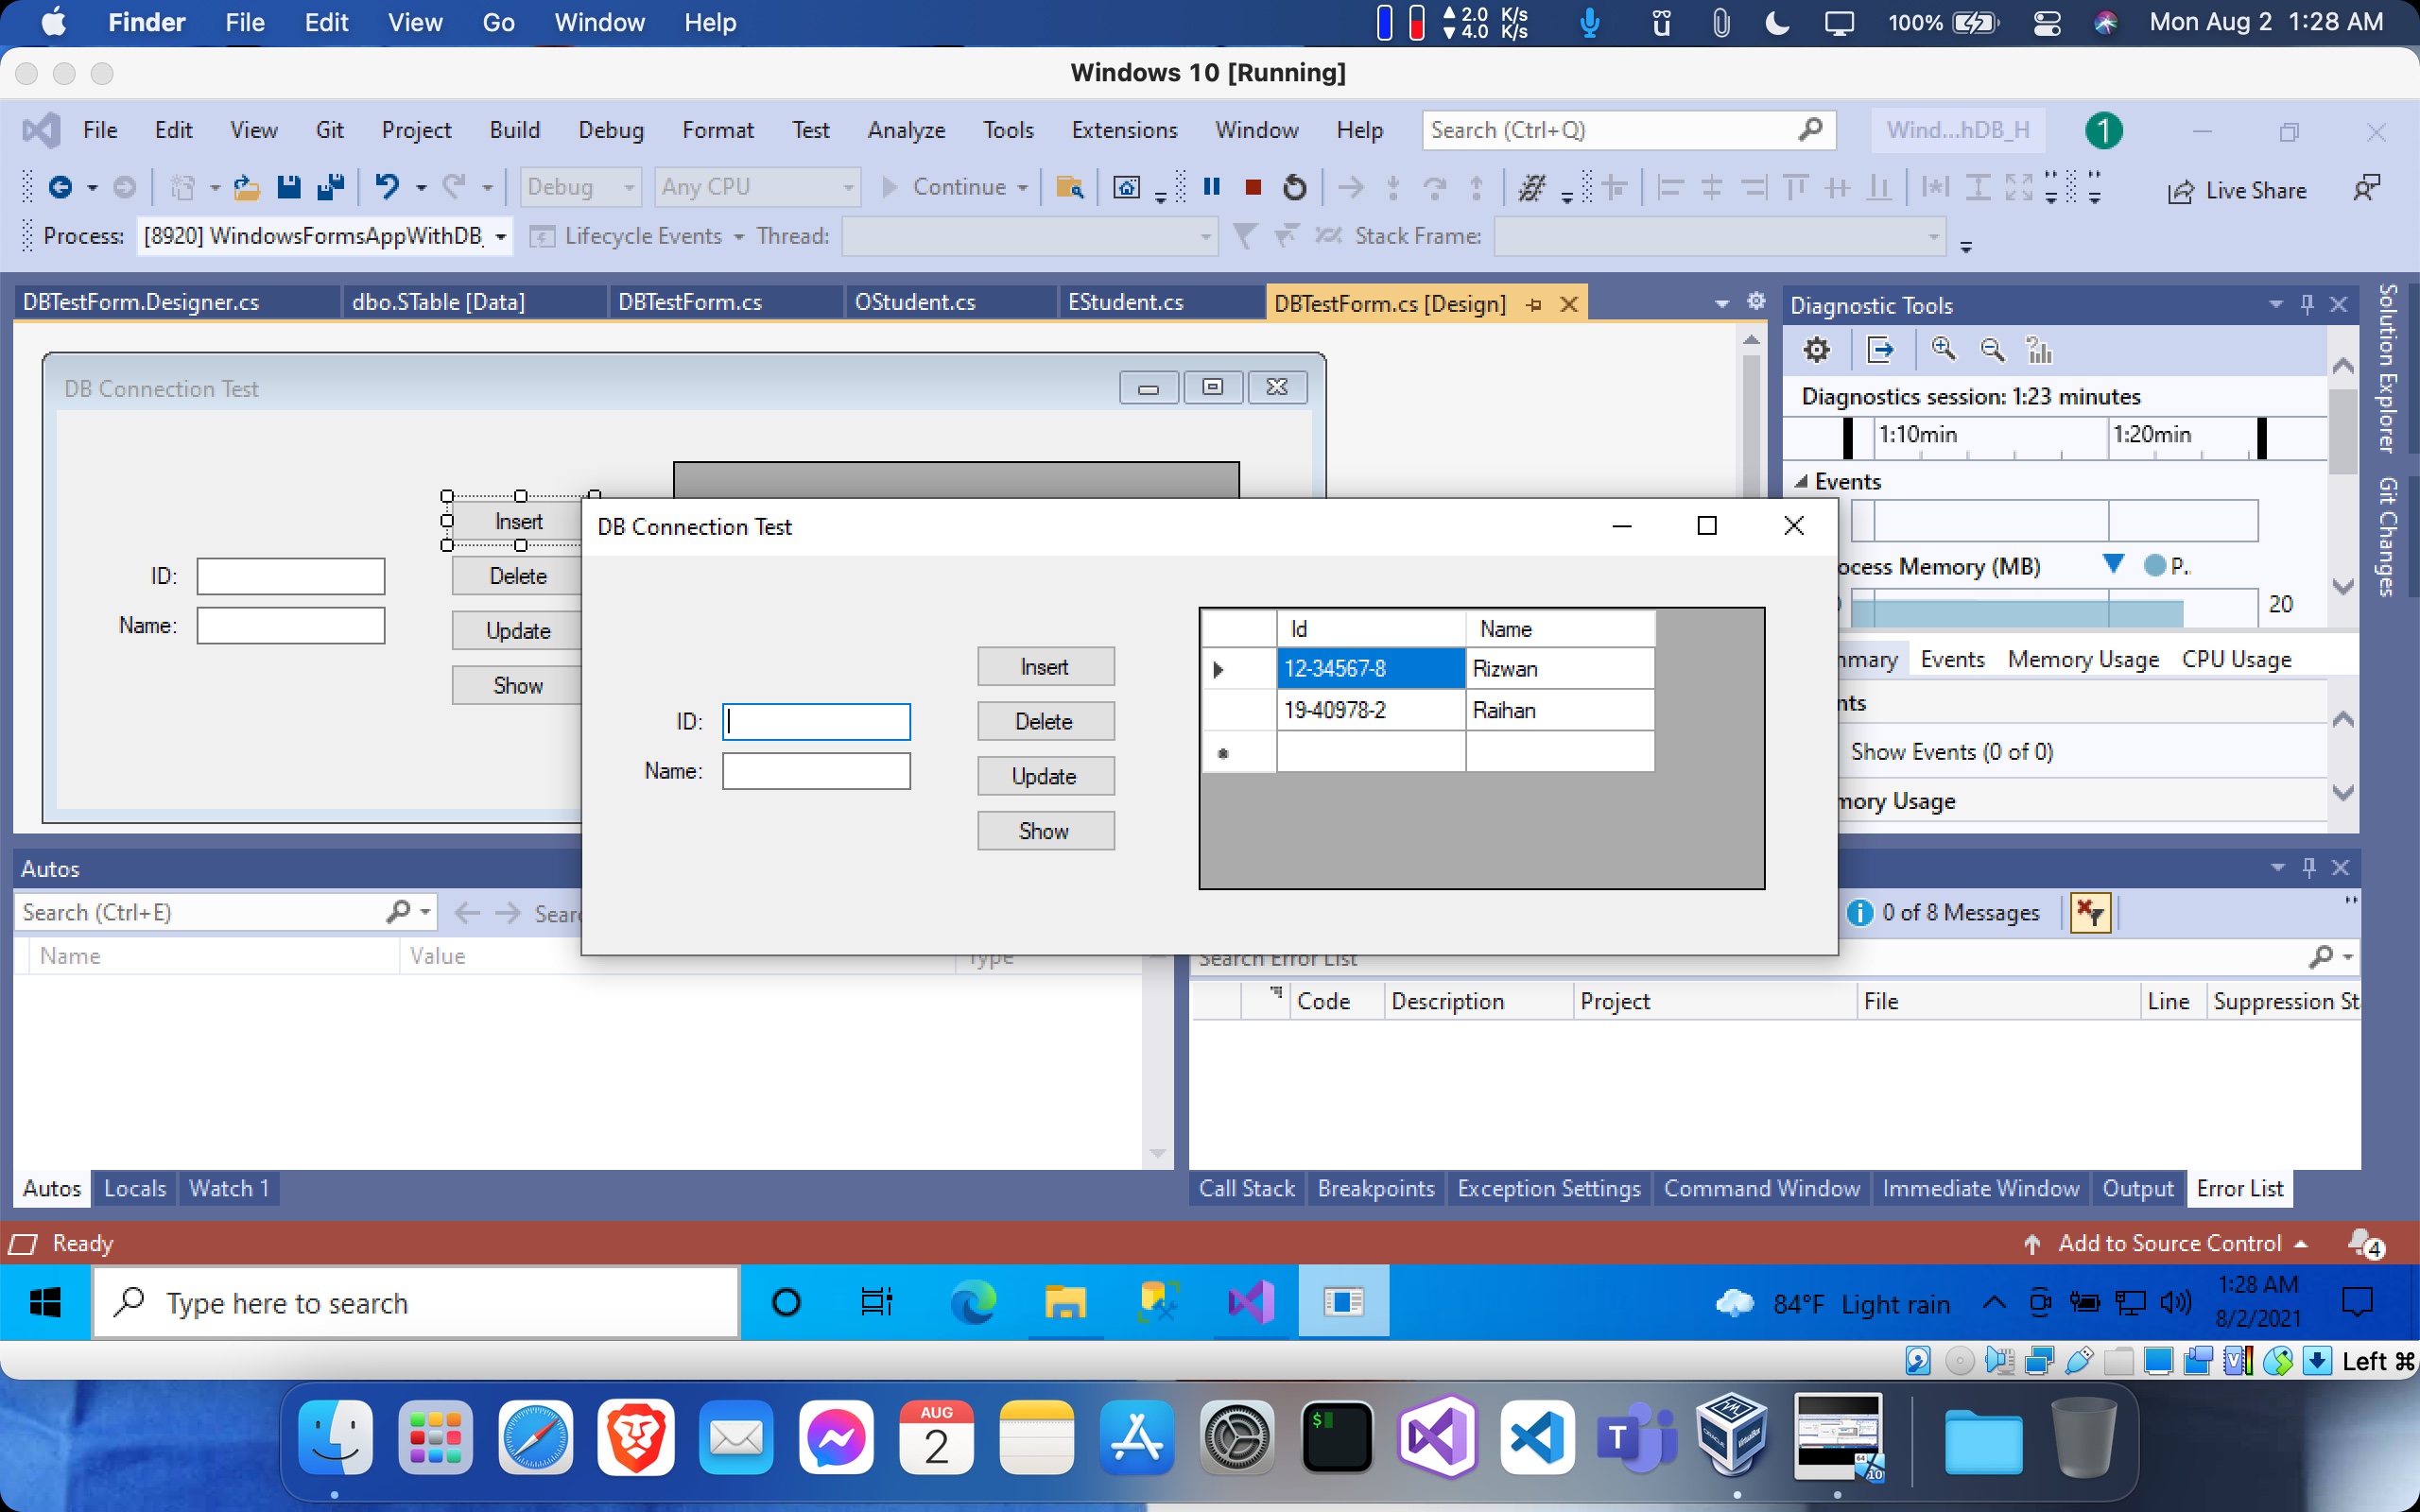 Finder File Edit View Go Window Help 2.0 K/s 4.0 K/s 100% Mon Aug 2 1:28 AM
Windows 10 [Running]
File Edit View Git Project Build Debug Format Test Analyze Tools Extensions Window Help Search (Ctrl+Q) Wind...hDB_H 1
Debug Any CPU Continue Live Share
Process: [8920] WindowsFormsAppWithDB_ Lifecycle Events Thread: Stack Frame:
DBTestForm.Designer.cs dbo.STable [Data] DBTestForm.cs OStudent.cs EStudent.cs DBTestForm.cs [Design]
Diagnostic Tools
Solution Explorer
Git Changes
DB Connection Test
Insert
ID: Delete
Name: Update
Show
Diagnostics session: 1:23 minutes
1:10min 1:20min
Events
ocess Memory (MB) P..
20
mmary Events Memory Usage CPU Usage
nts
Show Events (0 of 0)
mory Usage
DB Connection Test
Id Name
12-34567-8 Rizwan
19-40978-2 Raihan
Insert
ID: Delete
Name: Update
Show
Autos
Search (Ctrl+E) Sear
Name Value Type
0 of 8 Messages
Search Error List
Code Description Project File Line Suppression St
Autos Locals Watch 1
Call Stack Breakpoints Exception Settings Command Window Immediate Window Output Error List
Ready Add to Source Control 4
Type here to search 84°F Light rain 1:28 AM
8/2/2021
Left ⌘
AUG
2
$
T
64
10